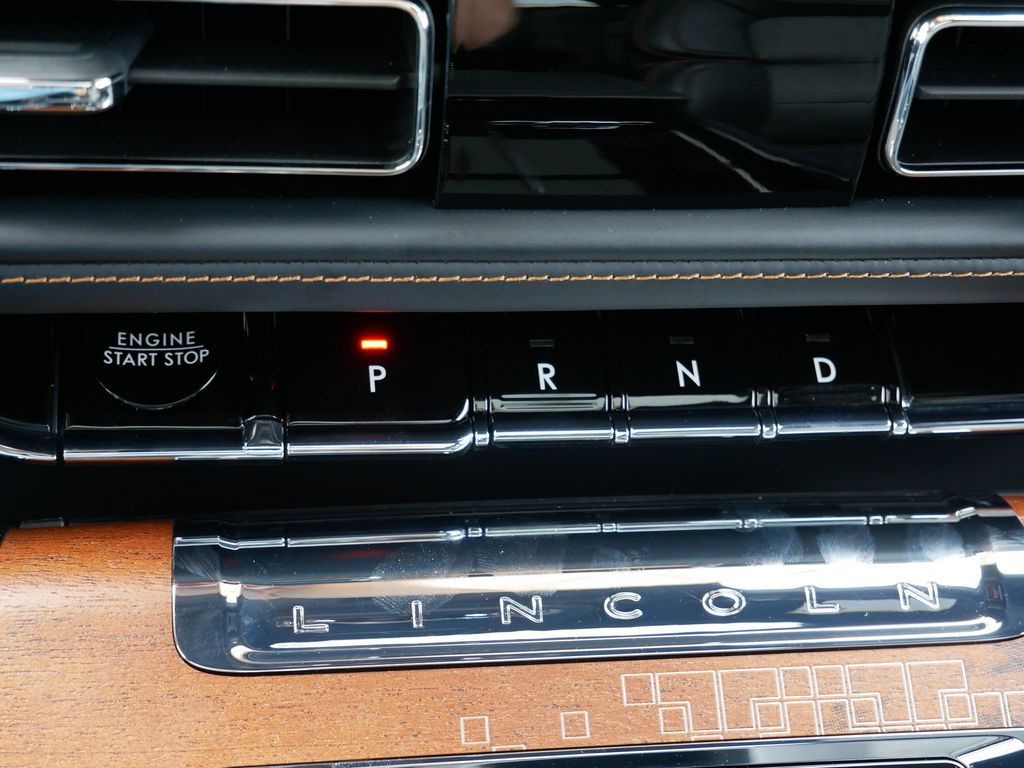 ENGINE
START STOP
P R N D
LINCOLN